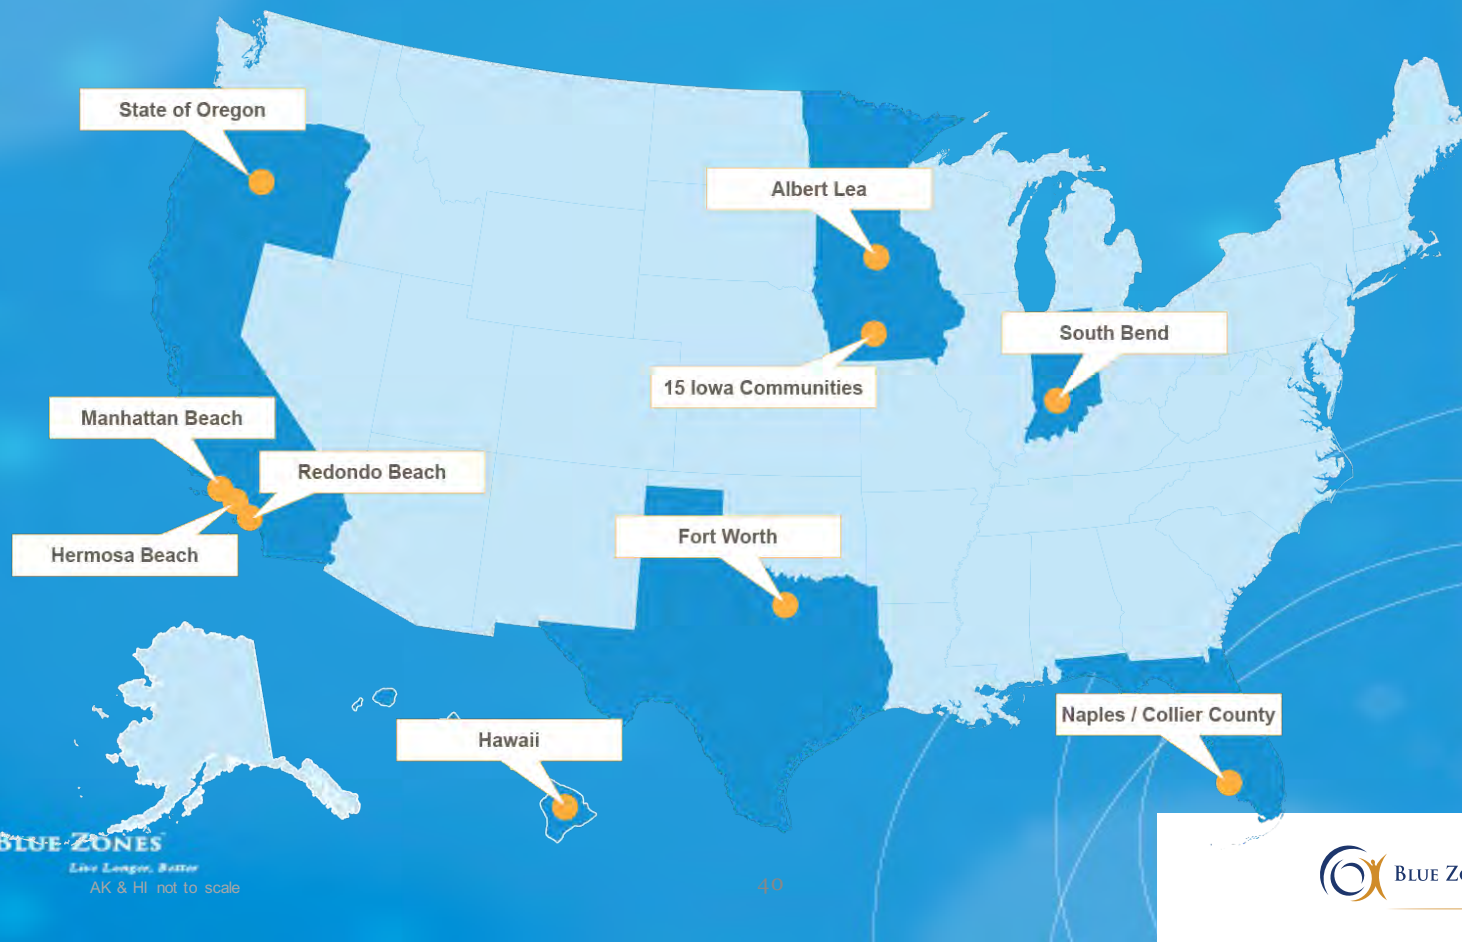 State of Oregon
Albert Lea
South Bend
15 Iowa Communities
Manhattan Beach
Redondo Beach
Fort Worth
Hermosa Beach
Naples / Collier County
Hawaii
BLUE ZONES
Live Longer, Better
AK & HI not to scale
40
BLUE